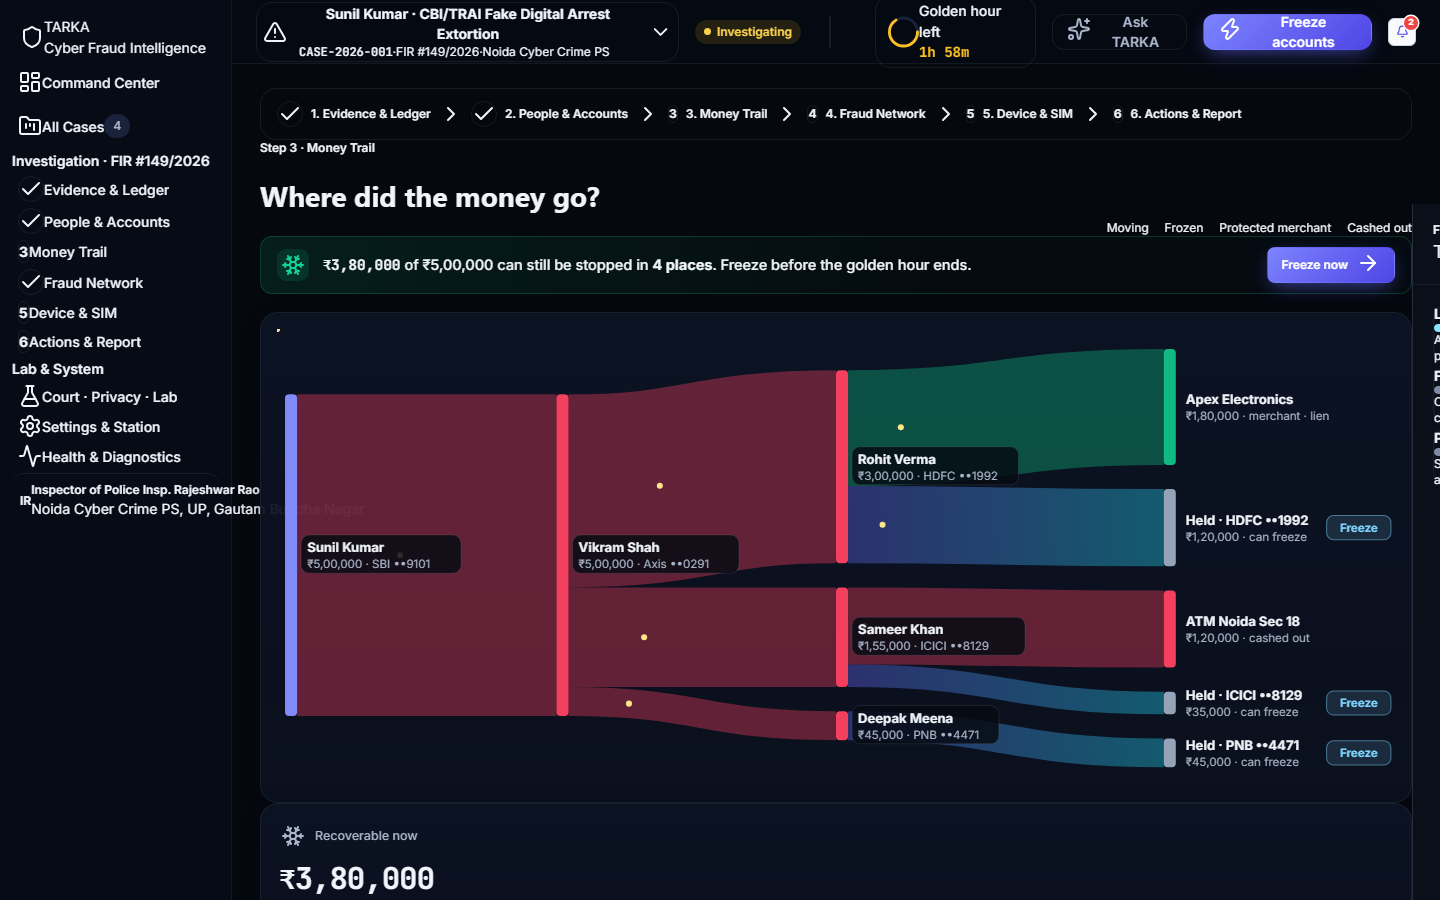 TARKA
Cyber Fraud Intelligence
Command Center
All Cases 4
Investigation · FIR #149/2026
Evidence & Ledger
People & Accounts
3 Money Trail
Fraud Network
5 Device & SIM
6 Actions & Report
Lab & System
Court · Privacy · Lab
Settings & Station
Health & Diagnostics
IR
Inspector of Police Insp. Rajeshwar Rao
Noida Cyber Crime PS, UP, Gautam Buddha Nagar
Sunil Kumar · CBI/TRAI Fake Digital Arrest
Extortion
CASE-2026-001·FIR #149/2026·Noida Cyber Crime PS
Investigating
Golden hour
left
1h 58m
Ask
TARKA
Freeze
accounts
2
1. Evidence & Ledger
2. People & Accounts
3 3. Money Trail
4 4. Fraud Network
5 5. Device & SIM
6 6. Actions & Report
Step 3 · Money Trail
Where did the money go?
Moving Frozen Protected merchant Cashed out
₹3,80,000 of ₹5,00,000 can still be stopped in 4 places. Freeze before the golden hour ends.
Freeze now
Sunil Kumar
₹5,00,000 · SBI ••9101
Vikram Shah
₹5,00,000 · Axis ••0291
Rohit Verma
₹3,00,000 · HDFC ••1992
Sameer Khan
₹1,55,000 · ICICI ••8129
Deepak Meena
₹45,000 · PNB ••4471
Apex Electronics
₹1,80,000 · merchant · lien
Held · HDFC ••1992
₹1,20,000 · can freeze
Freeze
ATM Noida Sec 18
₹1,20,000 · cashed out
Held · ICICI ••8129
₹35,000 · can freeze
Freeze
Held · PNB ••4471
₹45,000 · can freeze
Freeze
Recoverable now
₹3,80,000